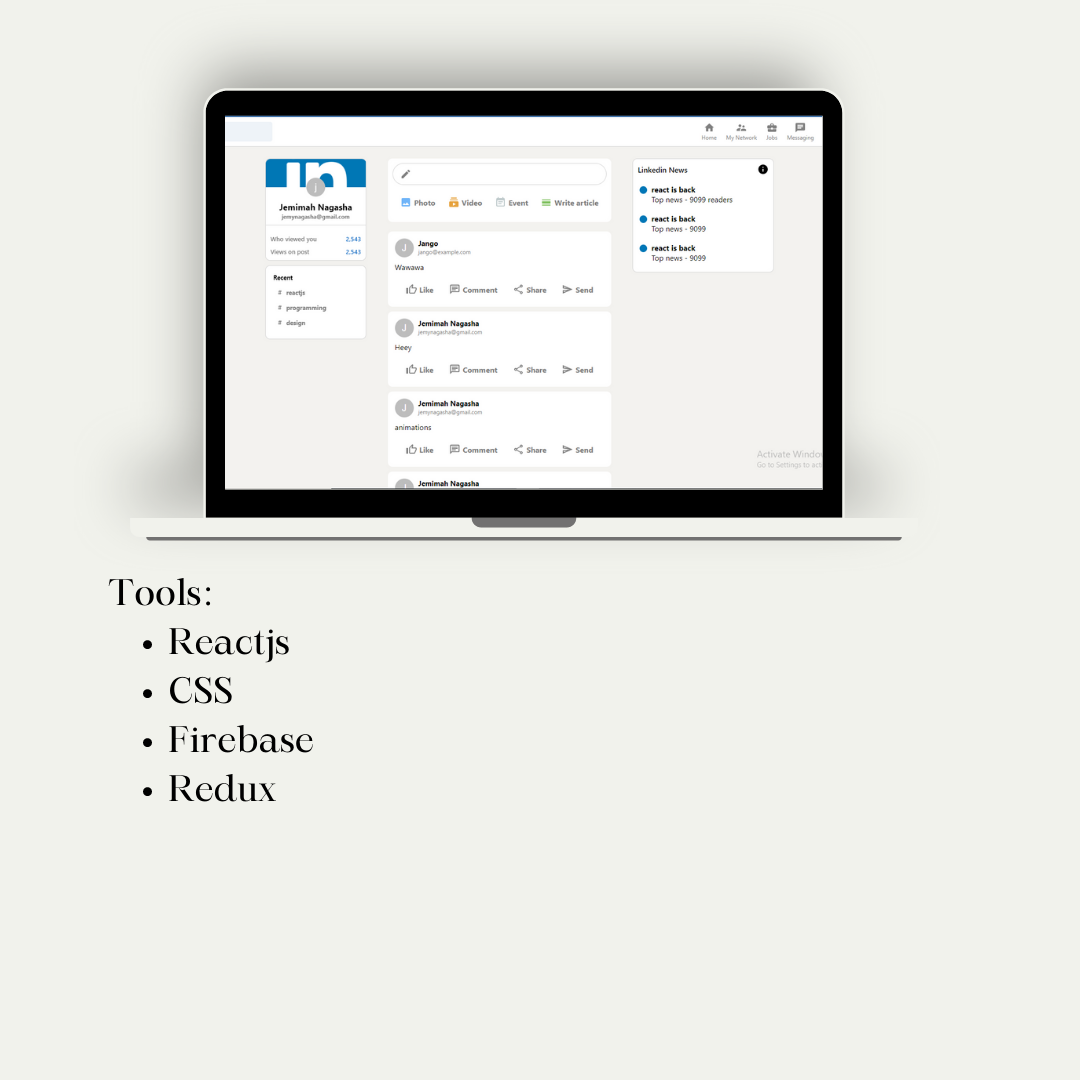 Home My Network Jobs Messaging
in
J
Jemimah Nagasha
jemynagasha@gmail.com
Who viewed you 2,543
Views on post 2,543
Recent
# reactjs
# programming
# design
Photo Video Event Write article
J
Jango
jango@example.com
Wawawa
Like Comment Share Send
J
Jemimah Nagasha
jemynagasha@gmail.com
Heey
Like Comment Share Send
J
Jemimah Nagasha
jemynagasha@gmail.com
animations
Like Comment Share Send
J
Jemimah Nagasha
Linkedin News
react is back
Top news - 9099 readers
react is back
Top news - 9099
react is back
Top news - 9099
Activate Windo
Go to Settings to act
Tools:
• Reactjs
• CSS
• Firebase
• Redux